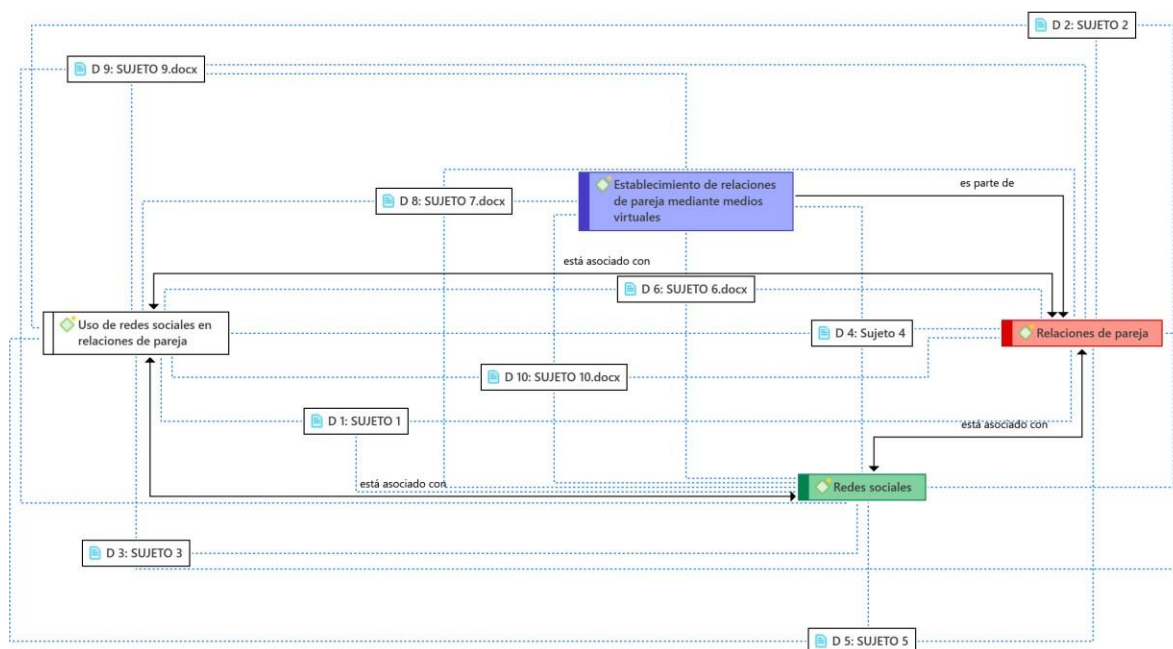 D 2: SUJETO 2
D 9: SUJETO 9.docx
Establecimiento de relaciones
de pareja mediante medios
virtuales
es parte de
D 8: SUJETO 7.docx
está asociado con
D 6: SUJETO 6.docx
Uso de redes sociales en
relaciones de pareja
D 4: Sujeto 4
Relaciones de pareja
D 10: SUJETO 10.docx
D 1: SUJETO 1
está asociado con
está asociado con
Redes sociales
D 3: SUJETO 3
D 5: SUJETO 5